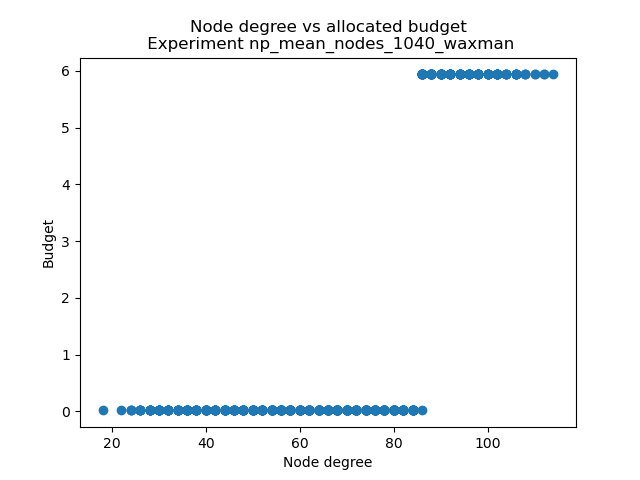 Node degree vs allocated budget
Experiment np_mean_nodes_1040_waxman
6
5
4
3
2
1
0
Budget
20 40 60 80 100
Node degree